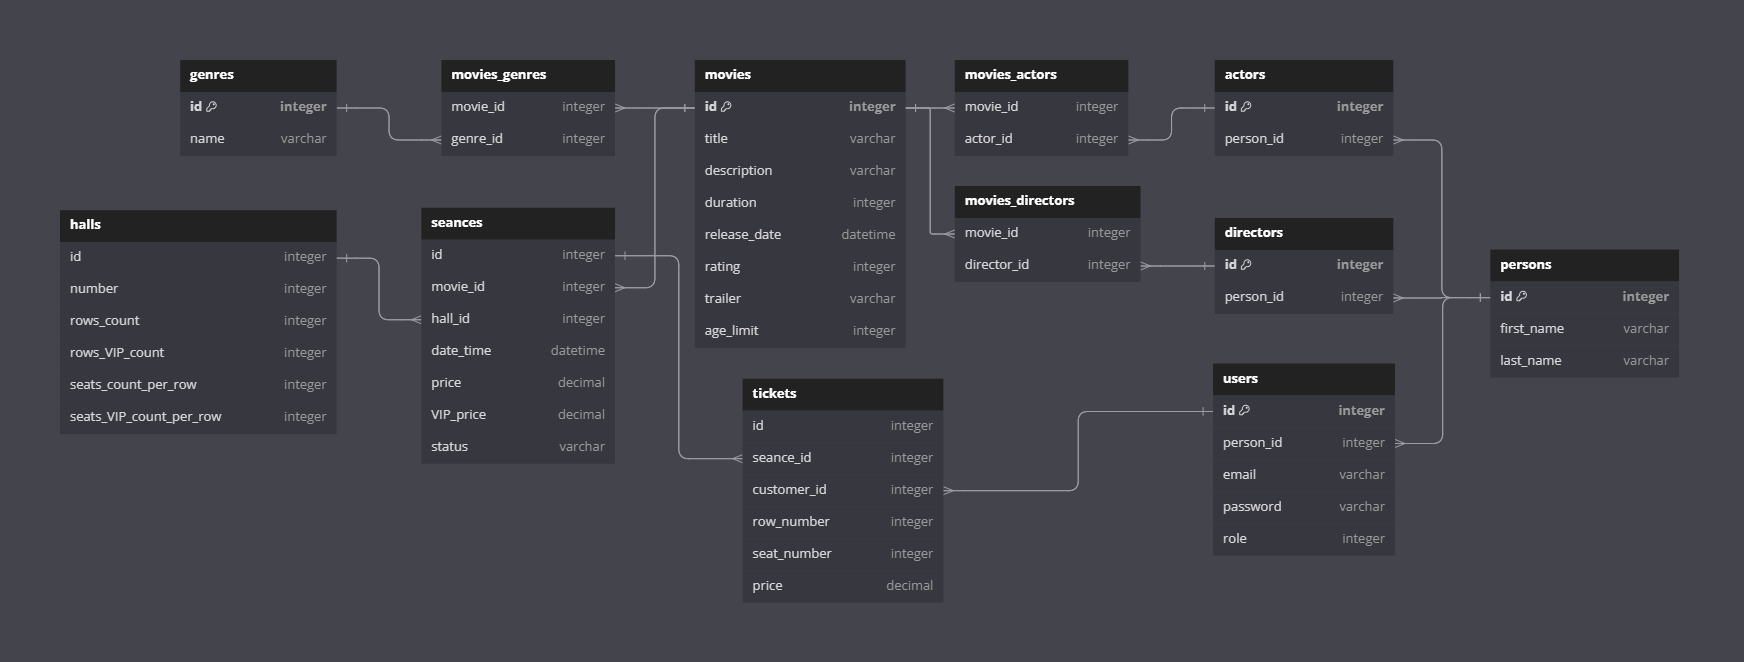 genres
id integer
name varchar
movies_genres
movie_id integer
genre_id integer
movies
id integer
title varchar
description varchar
duration integer
release_date datetime
rating integer
trailer varchar
age_limit integer
movies_actors
movie_id integer
actor_id integer
actors
id integer
person_id integer
movies_directors
movie_id integer
director_id integer
directors
id integer
person_id integer
persons
id integer
first_name varchar
last_name varchar
halls
id integer
number integer
rows_count integer
rows_VIP_count integer
seats_count_per_row integer
seats_VIP_count_per_row integer
seances
id integer
movie_id integer
hall_id integer
date_time datetime
price decimal
VIP_price decimal
status varchar
tickets
id integer
seance_id integer
customer_id integer
row_number integer
seat_number integer
price decimal
users
id integer
person_id integer
email varchar
password varchar
role integer